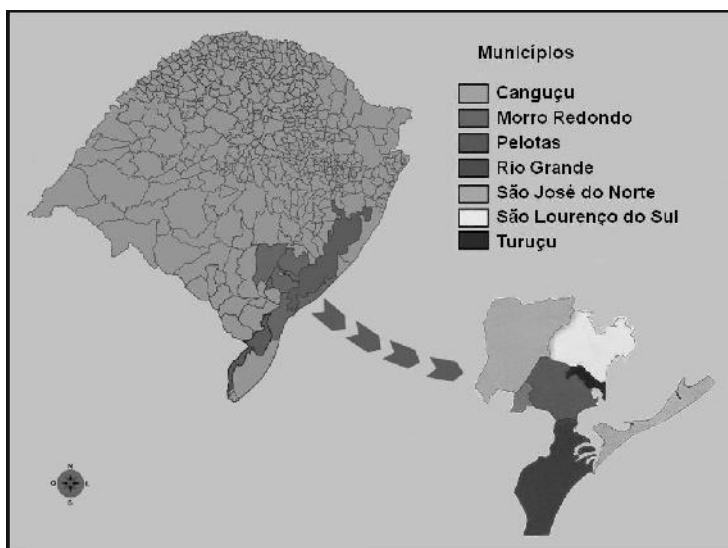 Municípios
Canguçu
Morro Redondo
Pelotas
Rio Grande
São José do Norte
São Lourenço do Sul
Turuçu
N
O
L
S